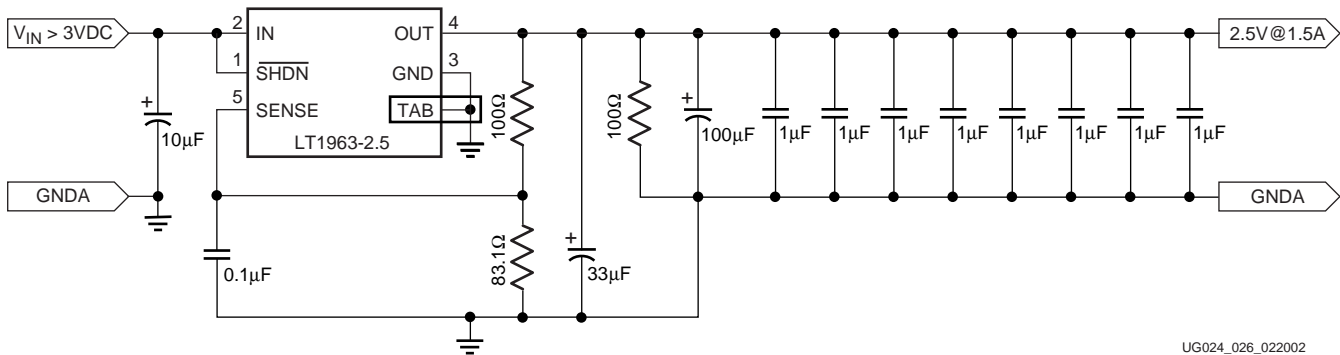 V_IN > 3VDC
2
IN
OUT
4
2.5V@1.5A
1
SHDN
GND
3
5
SENSE
TAB
LT1963-2.5
+
10µF
100Ω
100Ω
+
100µF
1µF
1µF
1µF
1µF
1µF
1µF
1µF
1µF
GNDA
GNDA
0.1µF
83.1Ω
+
33µF
UG024_026_022002